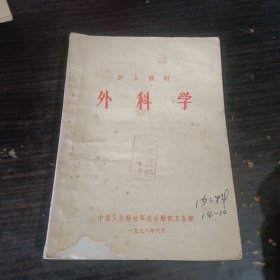 护士教材
外科学
中国人民解放军总后勤部卫生部
一九七八年六月